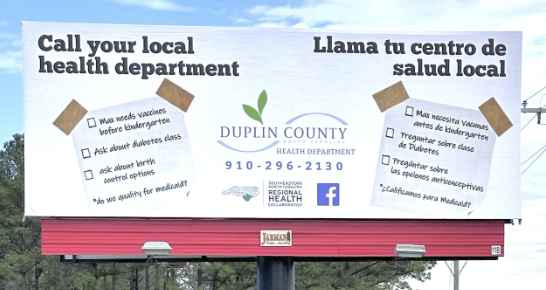 Call your local
health department
Llama tu centro de
salud local
Max needs vaccines
before kindergarten
Ask about diabetes class
ask about birth
control options
*do we quality for medicaid?
DUPLIN COUNTY
NORTH CAROLINA
HEALTH DEPARTMENT
910-296-2130
SOUTHEASTERN
NORTH CAROLINA
REGIONAL
HEALTH
COLLABORATIVE
f
Max necesita vacunas
antes de kindergarten
Preguntar sobre clase
de Diabetes
Preguntar sobre
las opciones anticonceptivas
*¿Calificamos para Medicaid?
JARMAN
11B